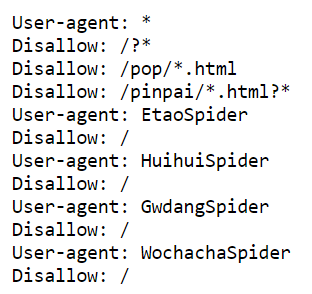 User-agent: *
Disallow: /?*
Disallow: /pop/*.html
Disallow: /pinpai/*.html?*
User-agent: EtaoSpider
Disallow: /
User-agent: HuihuiSpider
Disallow: /
User-agent: GwdangSpider
Disallow: /
User-agent: WochachaSpider
Disallow: /